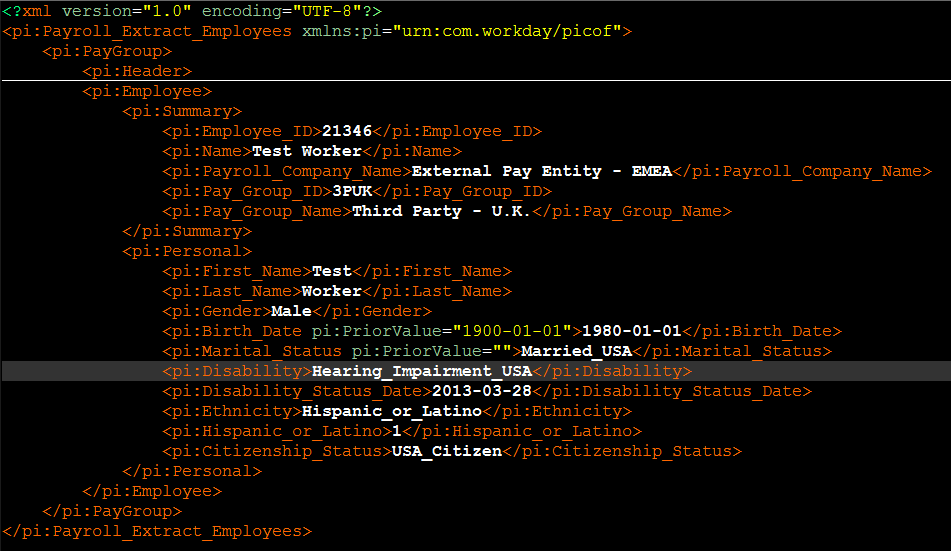 <?xml version="1.0" encoding="UTF-8"?>
<pi:Payroll_Extract_Employees xmlns:pi="urn:com.workday/picof">
    <pi:PayGroup>
        <pi:Header>
        <pi:Employee>
            <pi:Summary>
                <pi:Employee_ID>21346</pi:Employee_ID>
                <pi:Name>Test Worker</pi:Name>
                <pi:Payroll_Company_Name>External Pay Entity - EMEA</pi:Payroll_Company_Name>
                <pi:Pay_Group_ID>3PUK</pi:Pay_Group_ID>
                <pi:Pay_Group_Name>Third Party - U.K.</pi:Pay_Group_Name>
            </pi:Summary>
            <pi:Personal>
                <pi:First_Name>Test</pi:First_Name>
                <pi:Last_Name>Worker</pi:Last_Name>
                <pi:Gender>Male</pi:Gender>
                <pi:Birth_Date pi:PriorValue="1900-01-01">1980-01-01</pi:Birth_Date>
                <pi:Marital_Status pi:PriorValue="">Married_USA</pi:Marital_Status>
                <pi:Disability>Hearing_Impairment_USA</pi:Disability>
                <pi:Disability_Status_Date>2013-03-28</pi:Disability_Status_Date>
                <pi:Ethnicity>Hispanic_or_Latino</pi:Ethnicity>
                <pi:Hispanic_or_Latino>1</pi:Hispanic_or_Latino>
                <pi:Citizenship_Status>USA_Citizen</pi:Citizenship_Status>
            </pi:Personal>
        </pi:Employee>
    </pi:PayGroup>
</pi:Payroll_Extract_Employees>